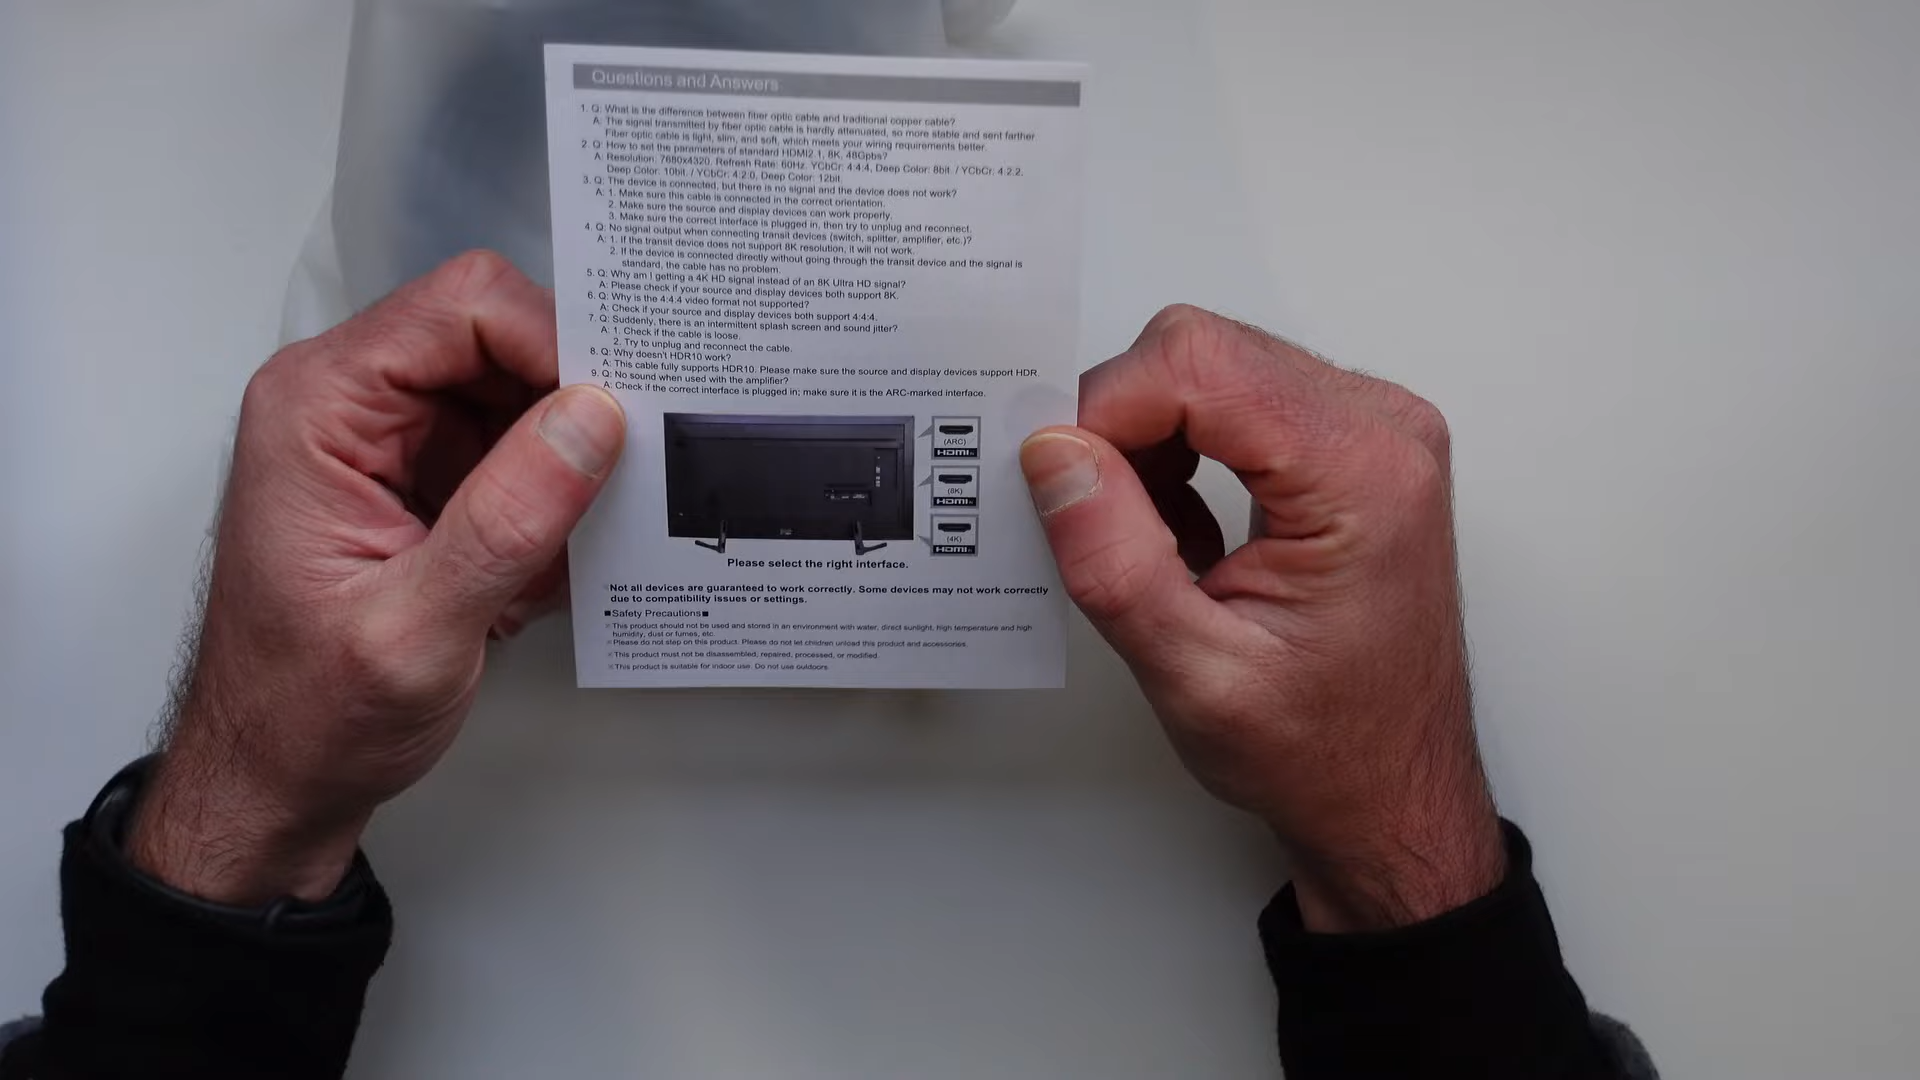 Questions and Answers
1. Q: What is the difference between fiber optic cable and traditional copper cable?
A: The signal transmitted by fiber optic cable is hardly attenuated, so more stable and sent farther
Fiber optic cable is light, slim, and soft, which meets your wiring requirements better.
2. Q: How to set the parameters of standard HDMI2.1, 8K, 48Gpbs?
A: Resolution: 7680x4320, Refresh Rate: 60Hz. YCbCr: 4:4:4, Deep Color: 8bit. / YCbCr: 4:2:2,
Deep Color: 10bit. / YCbCr: 4:2:0, Deep Color: 12bit.
3. Q: The device is connected, but there is no signal and the device does not work?
A: 1. Make sure this cable is connected in the correct orientation.
2. Make sure the source and display devices can work properly.
3. Make sure the correct interface is plugged in, then try to unplug and reconnect.
4. Q: No signal output when connecting transit devices (switch, splitter, amplifier, etc.)?
A: 1. If the transit device does not support 8K resolution, it will not work.
2. If the device is connected directly without going through the transit device and the signal is
standard, the cable has no problem.
5. Q: Why am I getting a 4K HD signal instead of an 8K Ultra HD signal?
A: Please check if your source and display devices both support 8K.
6. Q: Why is the 4:4:4 video format not supported?
A: Check if your source and display devices both support 4:4:4.
7. Q: Suddenly, there is an intermittent splash screen and sound jitter?
A: 1. Check if the cable is loose.
2. Try to unplug and reconnect the cable.
8. Q: Why doesn't HDR10 work?
A: This cable fully supports HDR10. Please make sure the source and display devices support HDR.
9. Q: No sound when used with the amplifier?
A: Check if the correct interface is plugged in; make sure it is the ARC-marked interface.
(ARC)
HDMI
(8K)
HDMI
(4K)
HDMI
Please select the right interface.
Not all devices are guaranteed to work correctly. Some devices may not work correctly
due to compatibility issues or settings.
■Safety Precautions■
This product should not be used and stored in an environment with water, direct sunlight, high temperature and high
humidity, dust or fumes, etc.
Please do not step on this product. Please do not let children unload this product and accessories.
This product must not be disassembled, repaired, processed, or modified.
This product is suitable for indoor use. Do not use outdoors.